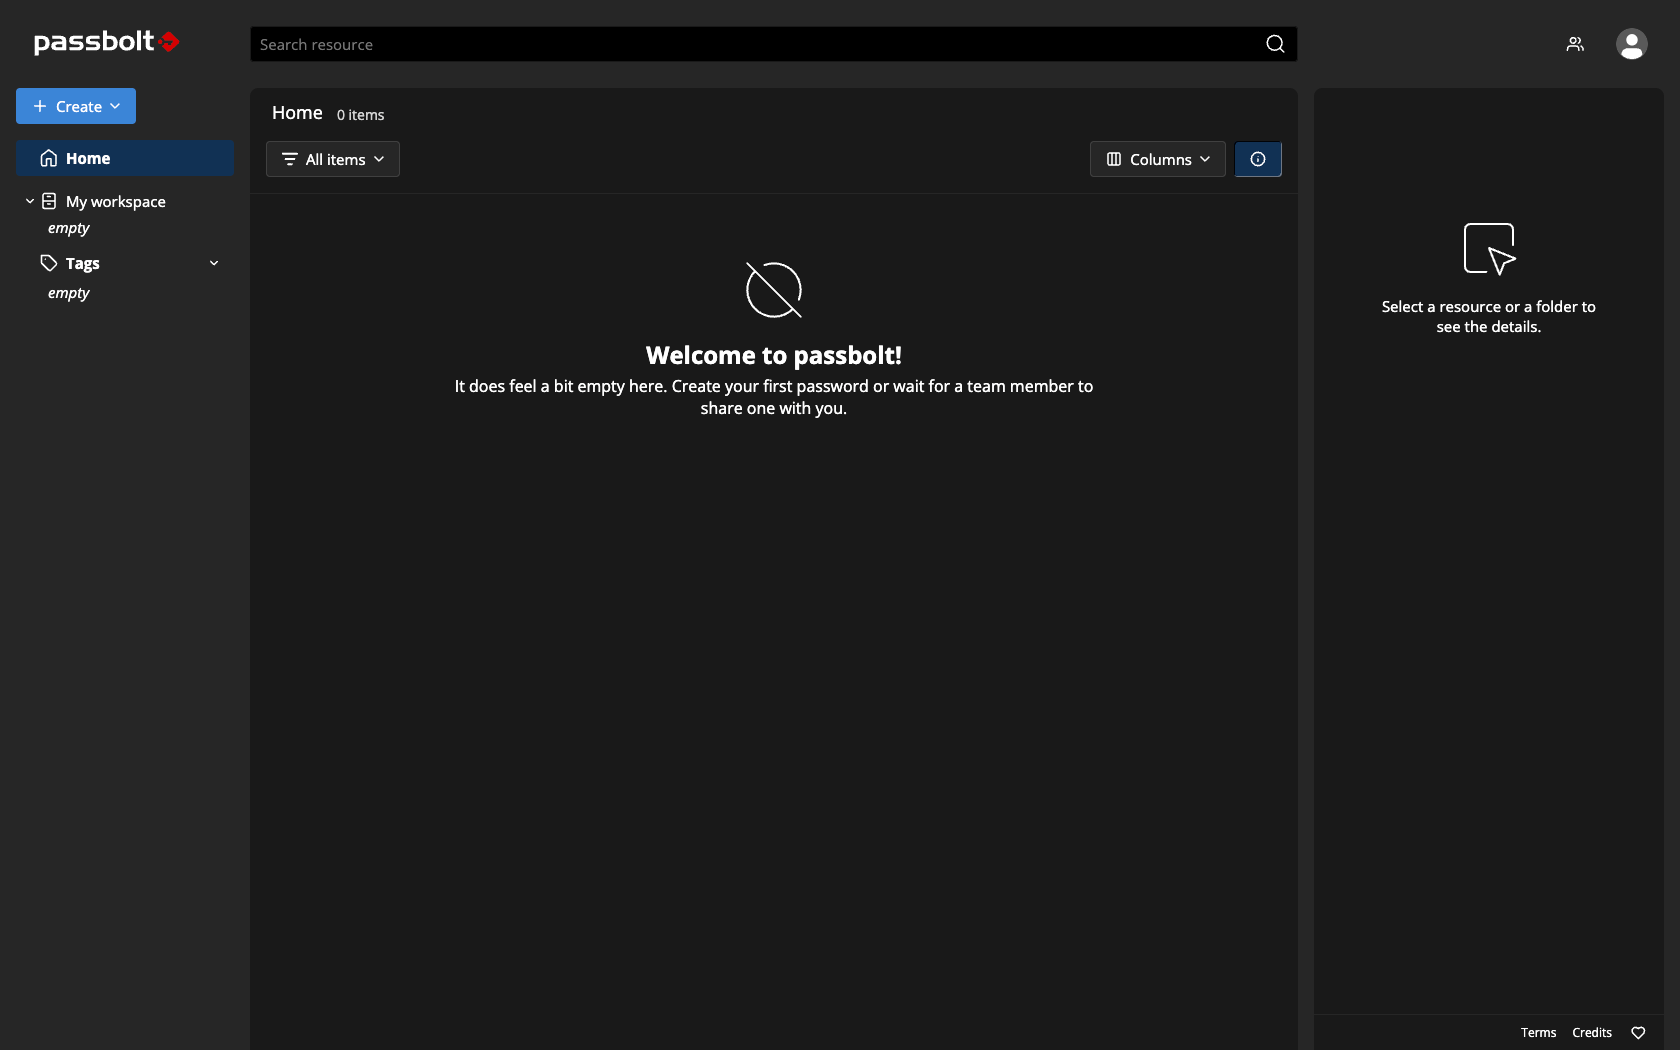 passbolt
Search resource
Create
Home
My workspace
empty
Tags
empty
Home 0 items
All items
Columns
Welcome to passbolt!
It does feel a bit empty here. Create your first password or wait for a team member to
share one with you.
Select a resource or a folder to
see the details.
Terms Credits